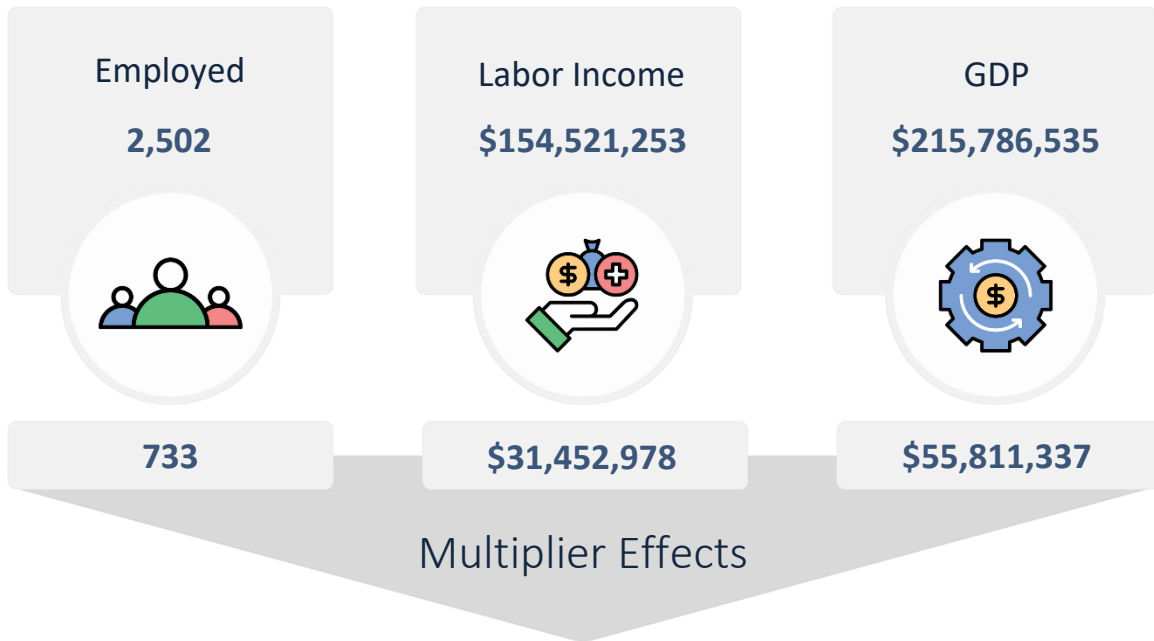 Employed
2,502
Labor Income
$154,521,253
GDP
$215,786,535
733
$31,452,978
$55,811,337
Multiplier Effects